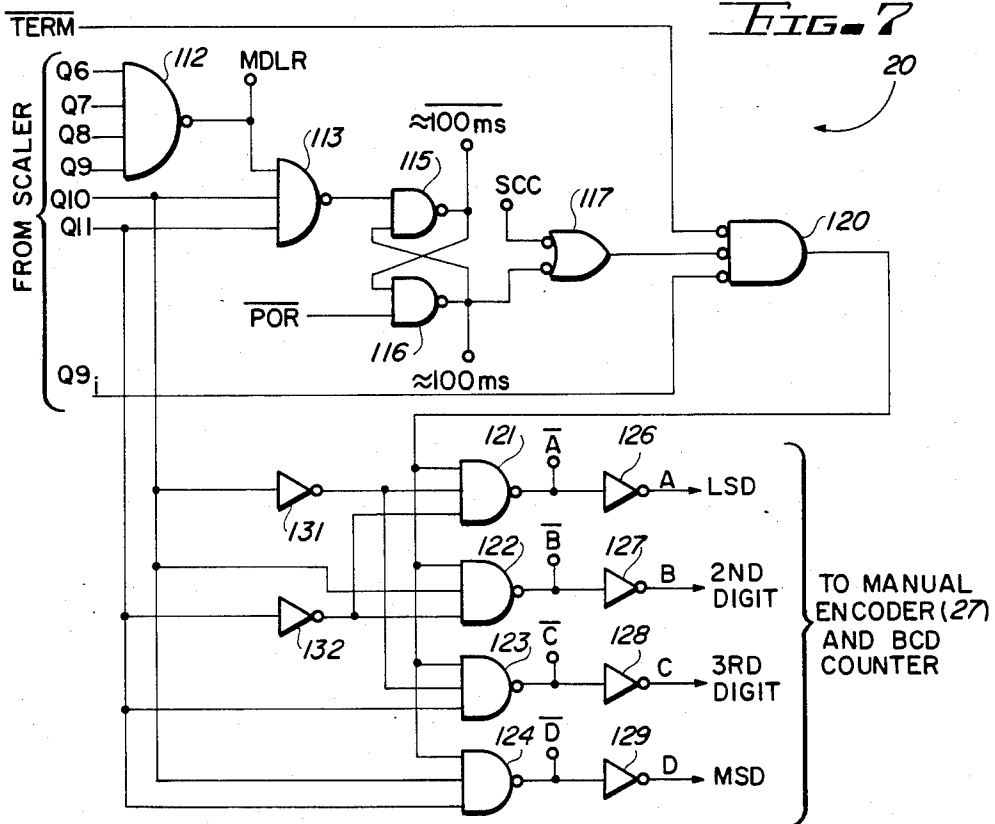 FIG. 7
TERM
20
FROM SCALER
Q6
Q7
Q8
Q9
Q10
Q11
112
MDLR
113
≈100ms
115
SCC
117
120
POR
116
≈100ms
Q9i
121
A
126
A
LSD
131
122
B
127
B
2ND
DIGIT
132
123
C
128
C
3RD
DIGIT
124
D
129
D
MSD
TO MANUAL
ENCODER (27)
AND BCD
COUNTER